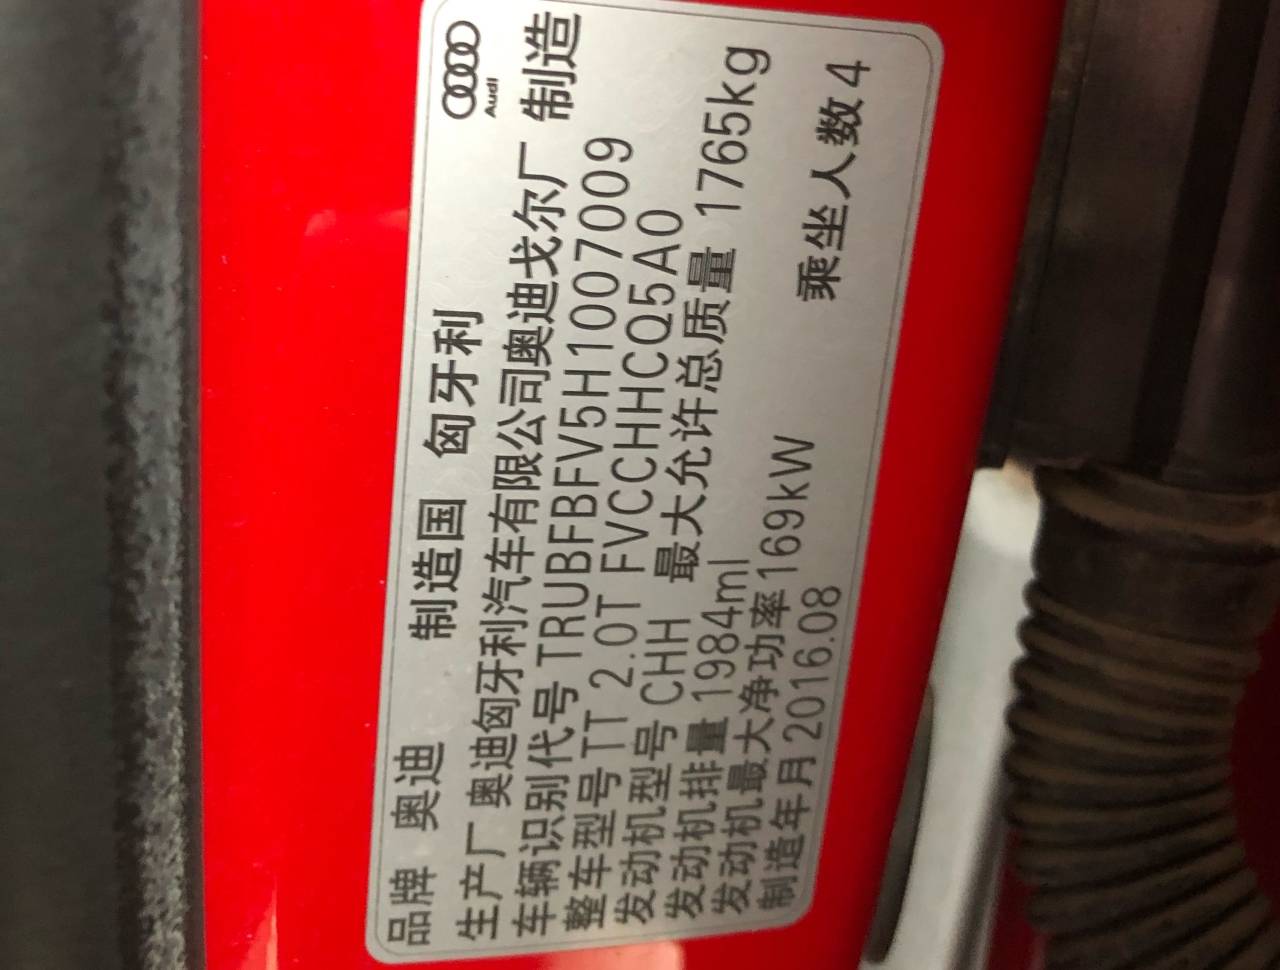 Audi
品牌 奥迪 制造国 匈牙利
生产厂 奥迪匈牙利汽车有限公司奥迪戈尔厂 制造
车辆识别代号 TRUBFBFV5H1007009
整车型号 TT 2.0T FVCCHHCQ5A0
发动机型号 CHH 最大允许总质量 1765kg
发动机排量 1984ml
发动机最大净功率 169kW 乘坐人数 4
制造年月 2016.08